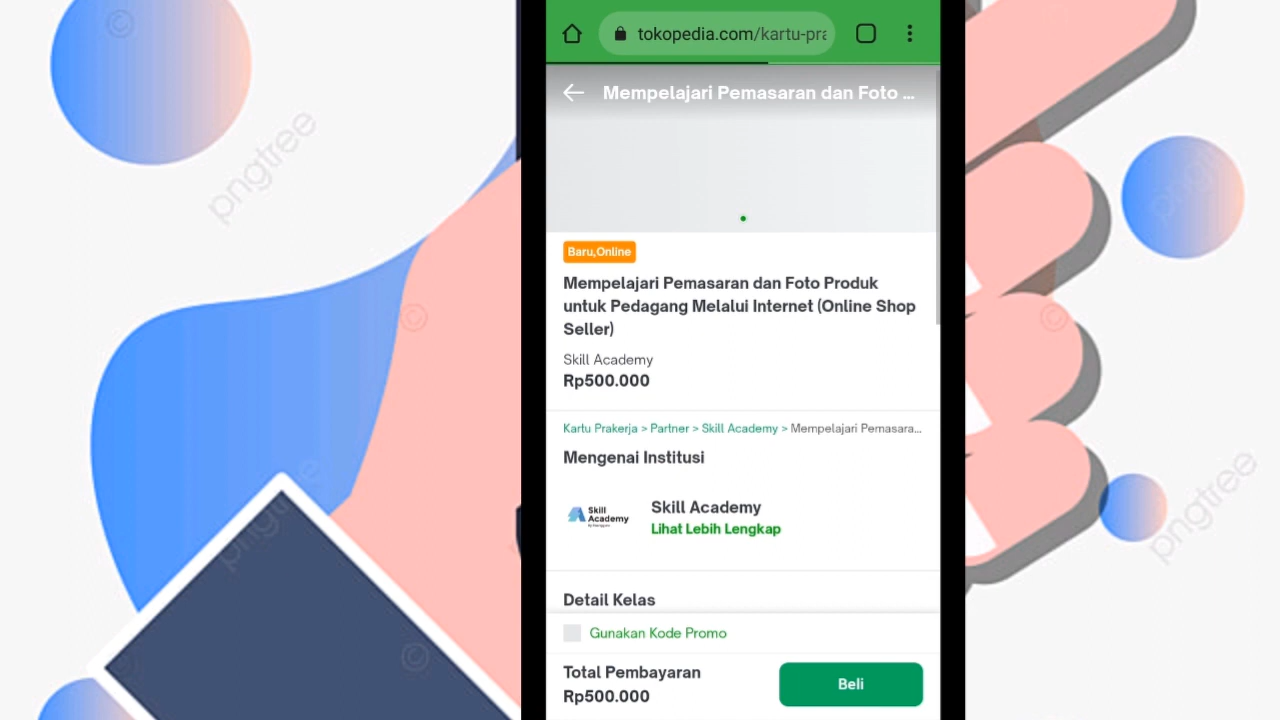 tokopedia.com/kartu-pra
Mempelajari Pemasaran dan Foto ...
Baru,Online
Mempelajari Pemasaran dan Foto Produk
untuk Pedagang Melalui Internet (Online Shop
Seller)
Skill Academy
Rp500.000
Kartu Prakerja > Partner > Skill Academy > Mempelajari Pemasara...
Mengenai Institusi
Skill
Academy
Skill Academy
Lihat Lebih Lengkap
Detail Kelas
Gunakan Kode Promo
Total Pembayaran
Rp500.000
Beli
pngtree
pngtree